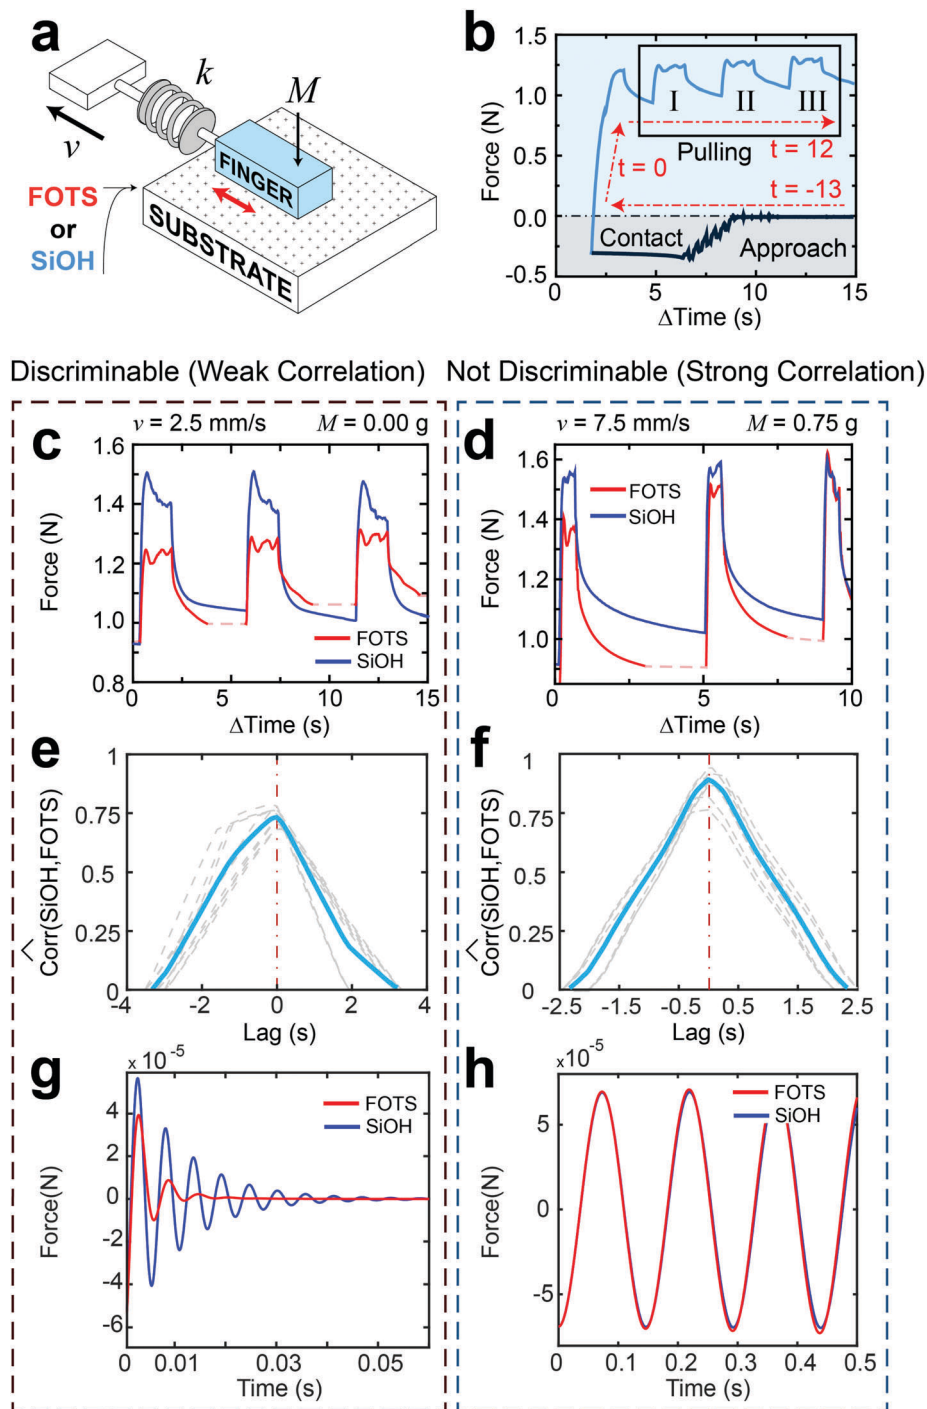 a
k
M
v
FINGER
FOTS
or
SiOH
SUBSTRATE
b
Force (N)
1.5
1.0
0.5
0.0
-0.5
I
II
III
Pulling
t = 0
t = 12
t = -13
Contact
Approach
0
5
10
15
ΔTime (s)
Discriminable (Weak Correlation)
Not Discriminable (Strong Correlation)
c
v = 2.5 mm/s
M = 0.00 g
Force (N)
1.6
1.4
1.2
1.0
0.8
FOTS
SiOH
0
5
10
15
ΔTime (s)
d
v = 7.5 mm/s
M = 0.75 g
Force (N)
1.6
1.4
1.2
1.0
FOTS
SiOH
0
5
10
ΔTime (s)
e
Ĉorr(SiOH,FOTS)
1
0.75
0.5
0.25
0
-4
-2
0
2
4
Lag (s)
f
Ĉorr(SiOH,FOTS)
1
0.75
0.5
0.25
0
-2.5
-1.5
-0.5
0.5
1.5
2.5
Lag (s)
g
x 10⁻⁵
Force(N)
4
2
0
-2
-4
-6
FOTS
SiOH
0
0.01
0.03
0.05
Time (s)
h
x 10⁻⁵
Force(N)
5
0
-5
FOTS
SiOH
0
0.1
0.2
0.3
0.4
0.5
Time (s)